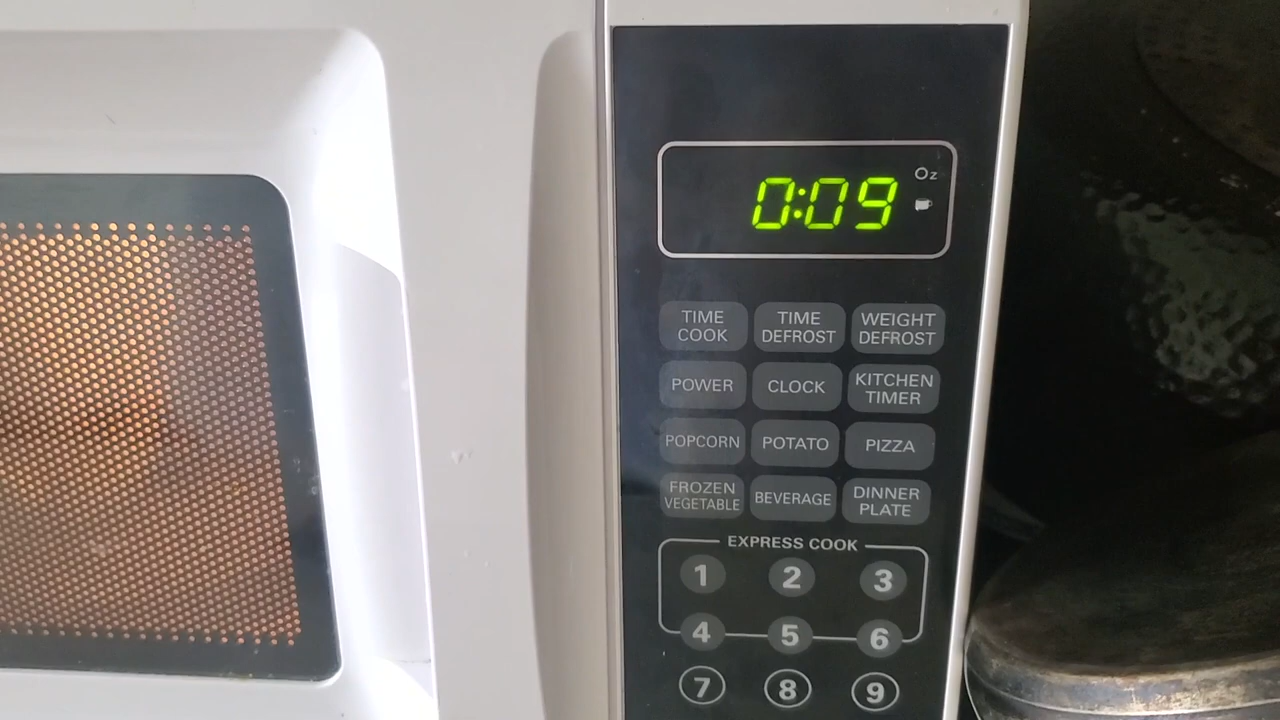 0:09
Oz
TIME COOK
TIME DEFROST
WEIGHT DEFROST
POWER
CLOCK
KITCHEN TIMER
POPCORN
POTATO
PIZZA
FROZEN VEGETABLE
BEVERAGE
DINNER PLATE
EXPRESS COOK
1 2 3
4 5 6
7 8 9